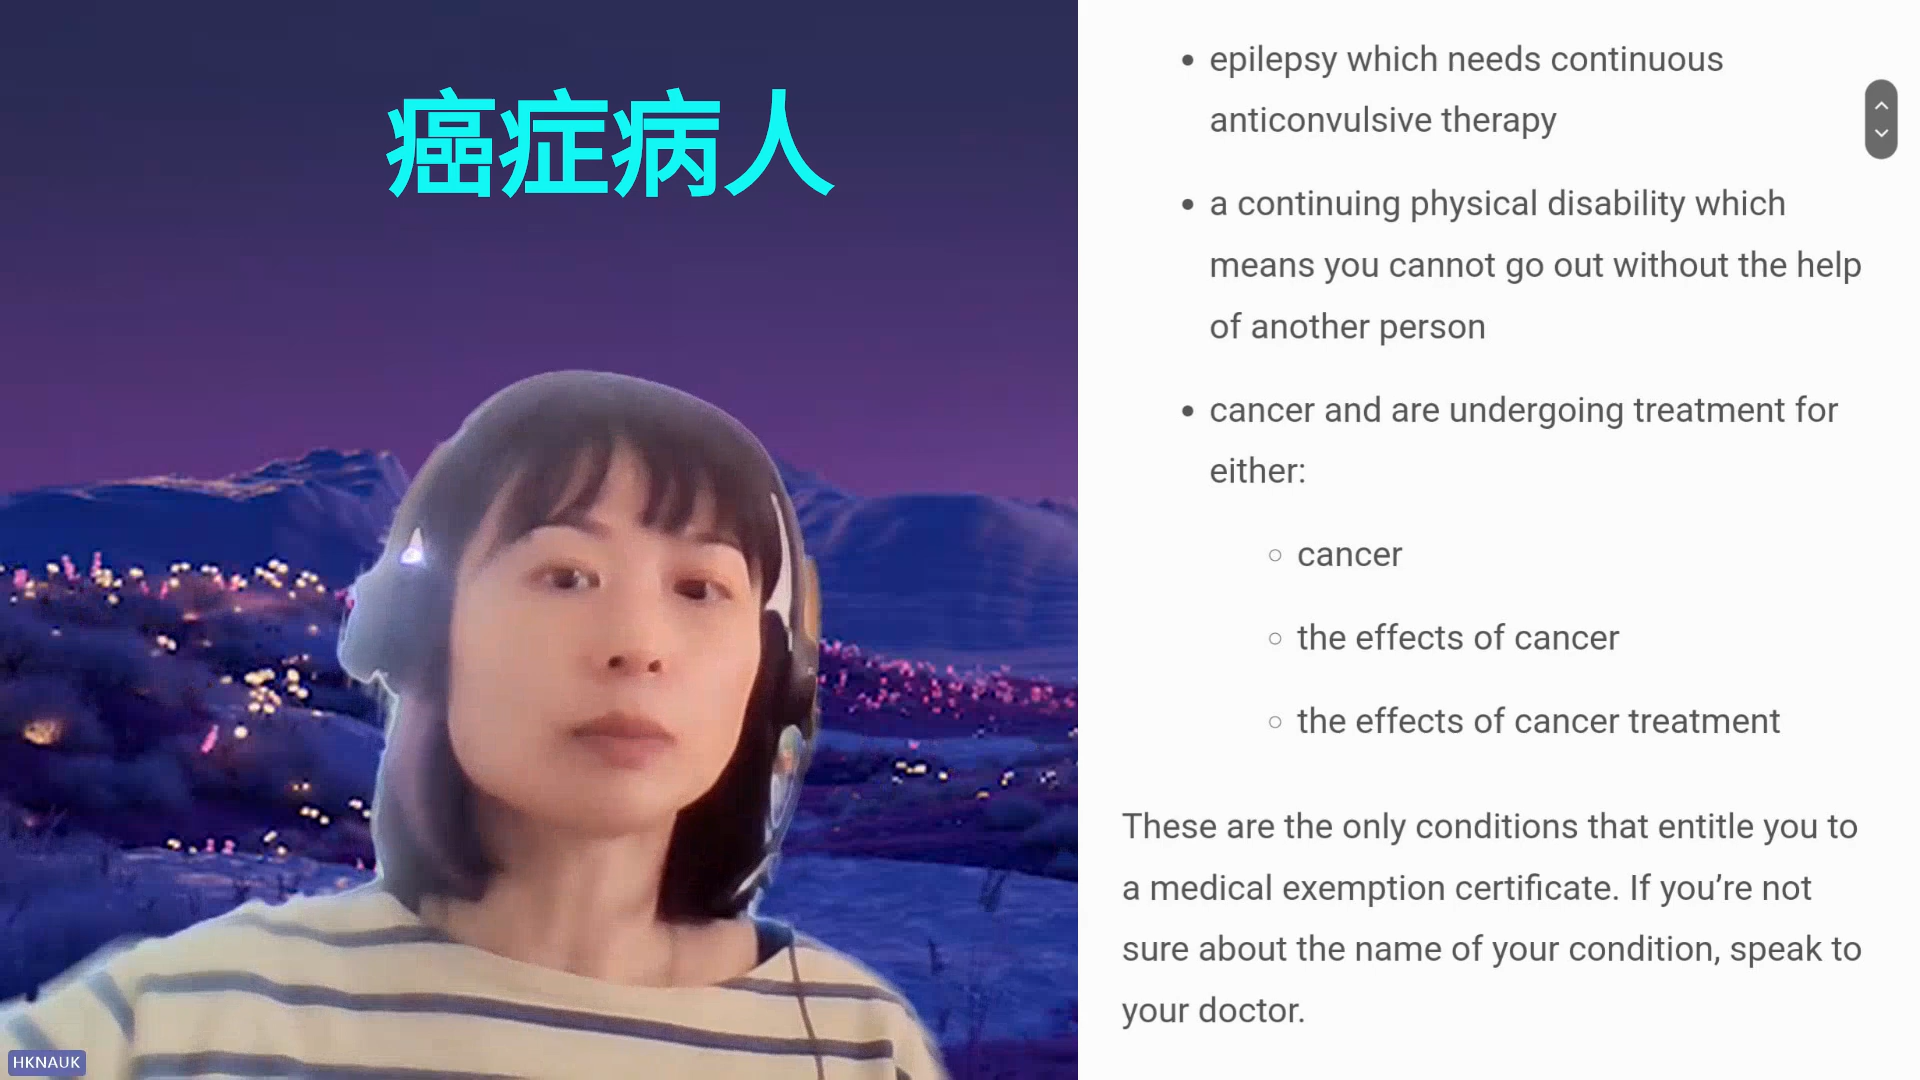 癌症病人
HKNAUK
• epilepsy which needs continuous
anticonvulsive therapy
• a continuing physical disability which
means you cannot go out without the help
of another person
• cancer and are undergoing treatment for
either:
○ cancer
○ the effects of cancer
○ the effects of cancer treatment
These are the only conditions that entitle you to
a medical exemption certificate. If you’re not
sure about the name of your condition, speak to
your doctor.